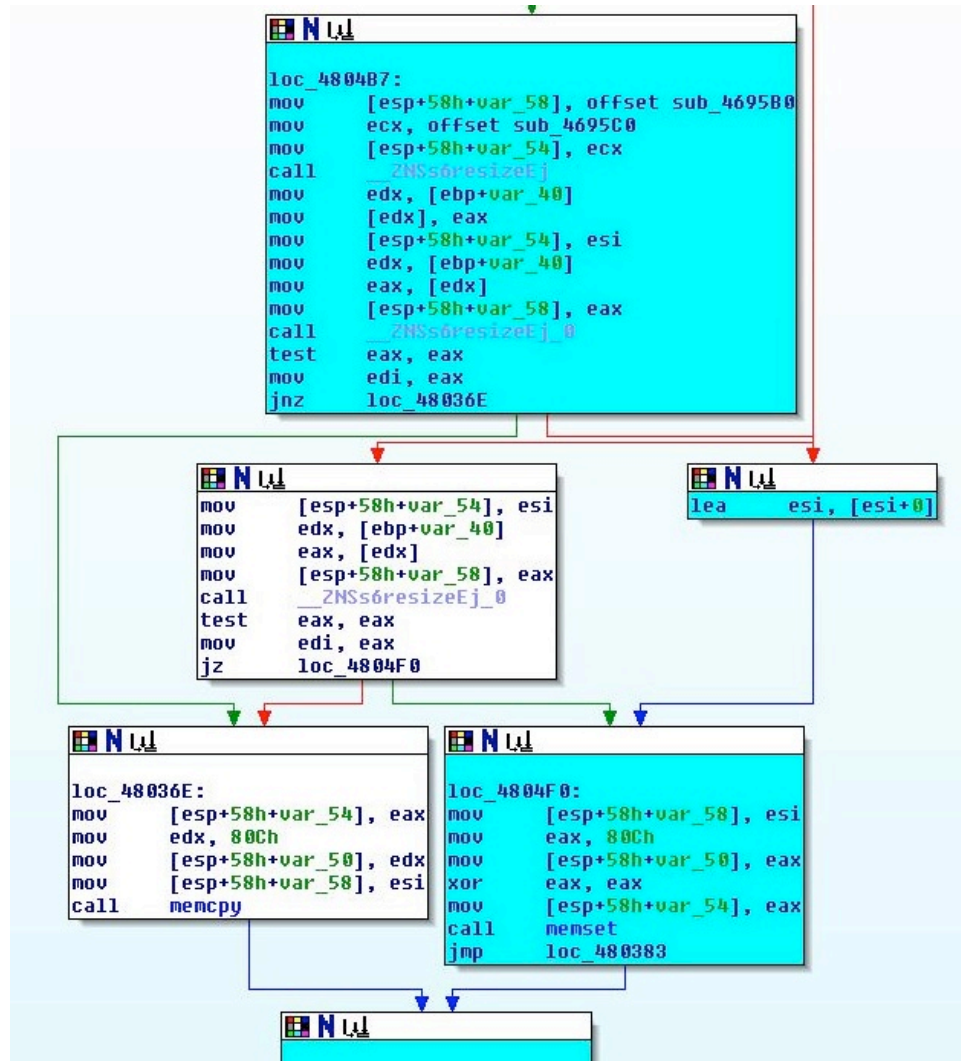 loc_4804B7:
mov [esp+58h+var_58], offset sub_4695B0
mov ecx, offset sub_4695C0
mov [esp+58h+var_54], ecx
call __ZNSs6resizeEj
mov edx, [ebp+var_40]
mov [edx], eax
mov [esp+58h+var_54], esi
mov edx, [ebp+var_40]
mov eax, [edx]
mov [esp+58h+var_58], eax
call __ZNSs6resizeEj_0
test eax, eax
mov edi, eax
jnz loc_48036E
mov [esp+58h+var_54], esi
mov edx, [ebp+var_40]
mov eax, [edx]
mov [esp+58h+var_58], eax
call __ZNSs6resizeEj_0
test eax, eax
mov edi, eax
jz loc_4804F0
lea esi, [esi+0]
loc_48036E:
mov [esp+58h+var_54], eax
mov edx, 80Ch
mov [esp+58h+var_50], edx
mov [esp+58h+var_58], esi
call memcpy
loc_4804F0:
mov [esp+58h+var_58], esi
mov eax, 80Ch
mov [esp+58h+var_50], eax
xor eax, eax
mov [esp+58h+var_54], eax
call memset
jmp loc_480383